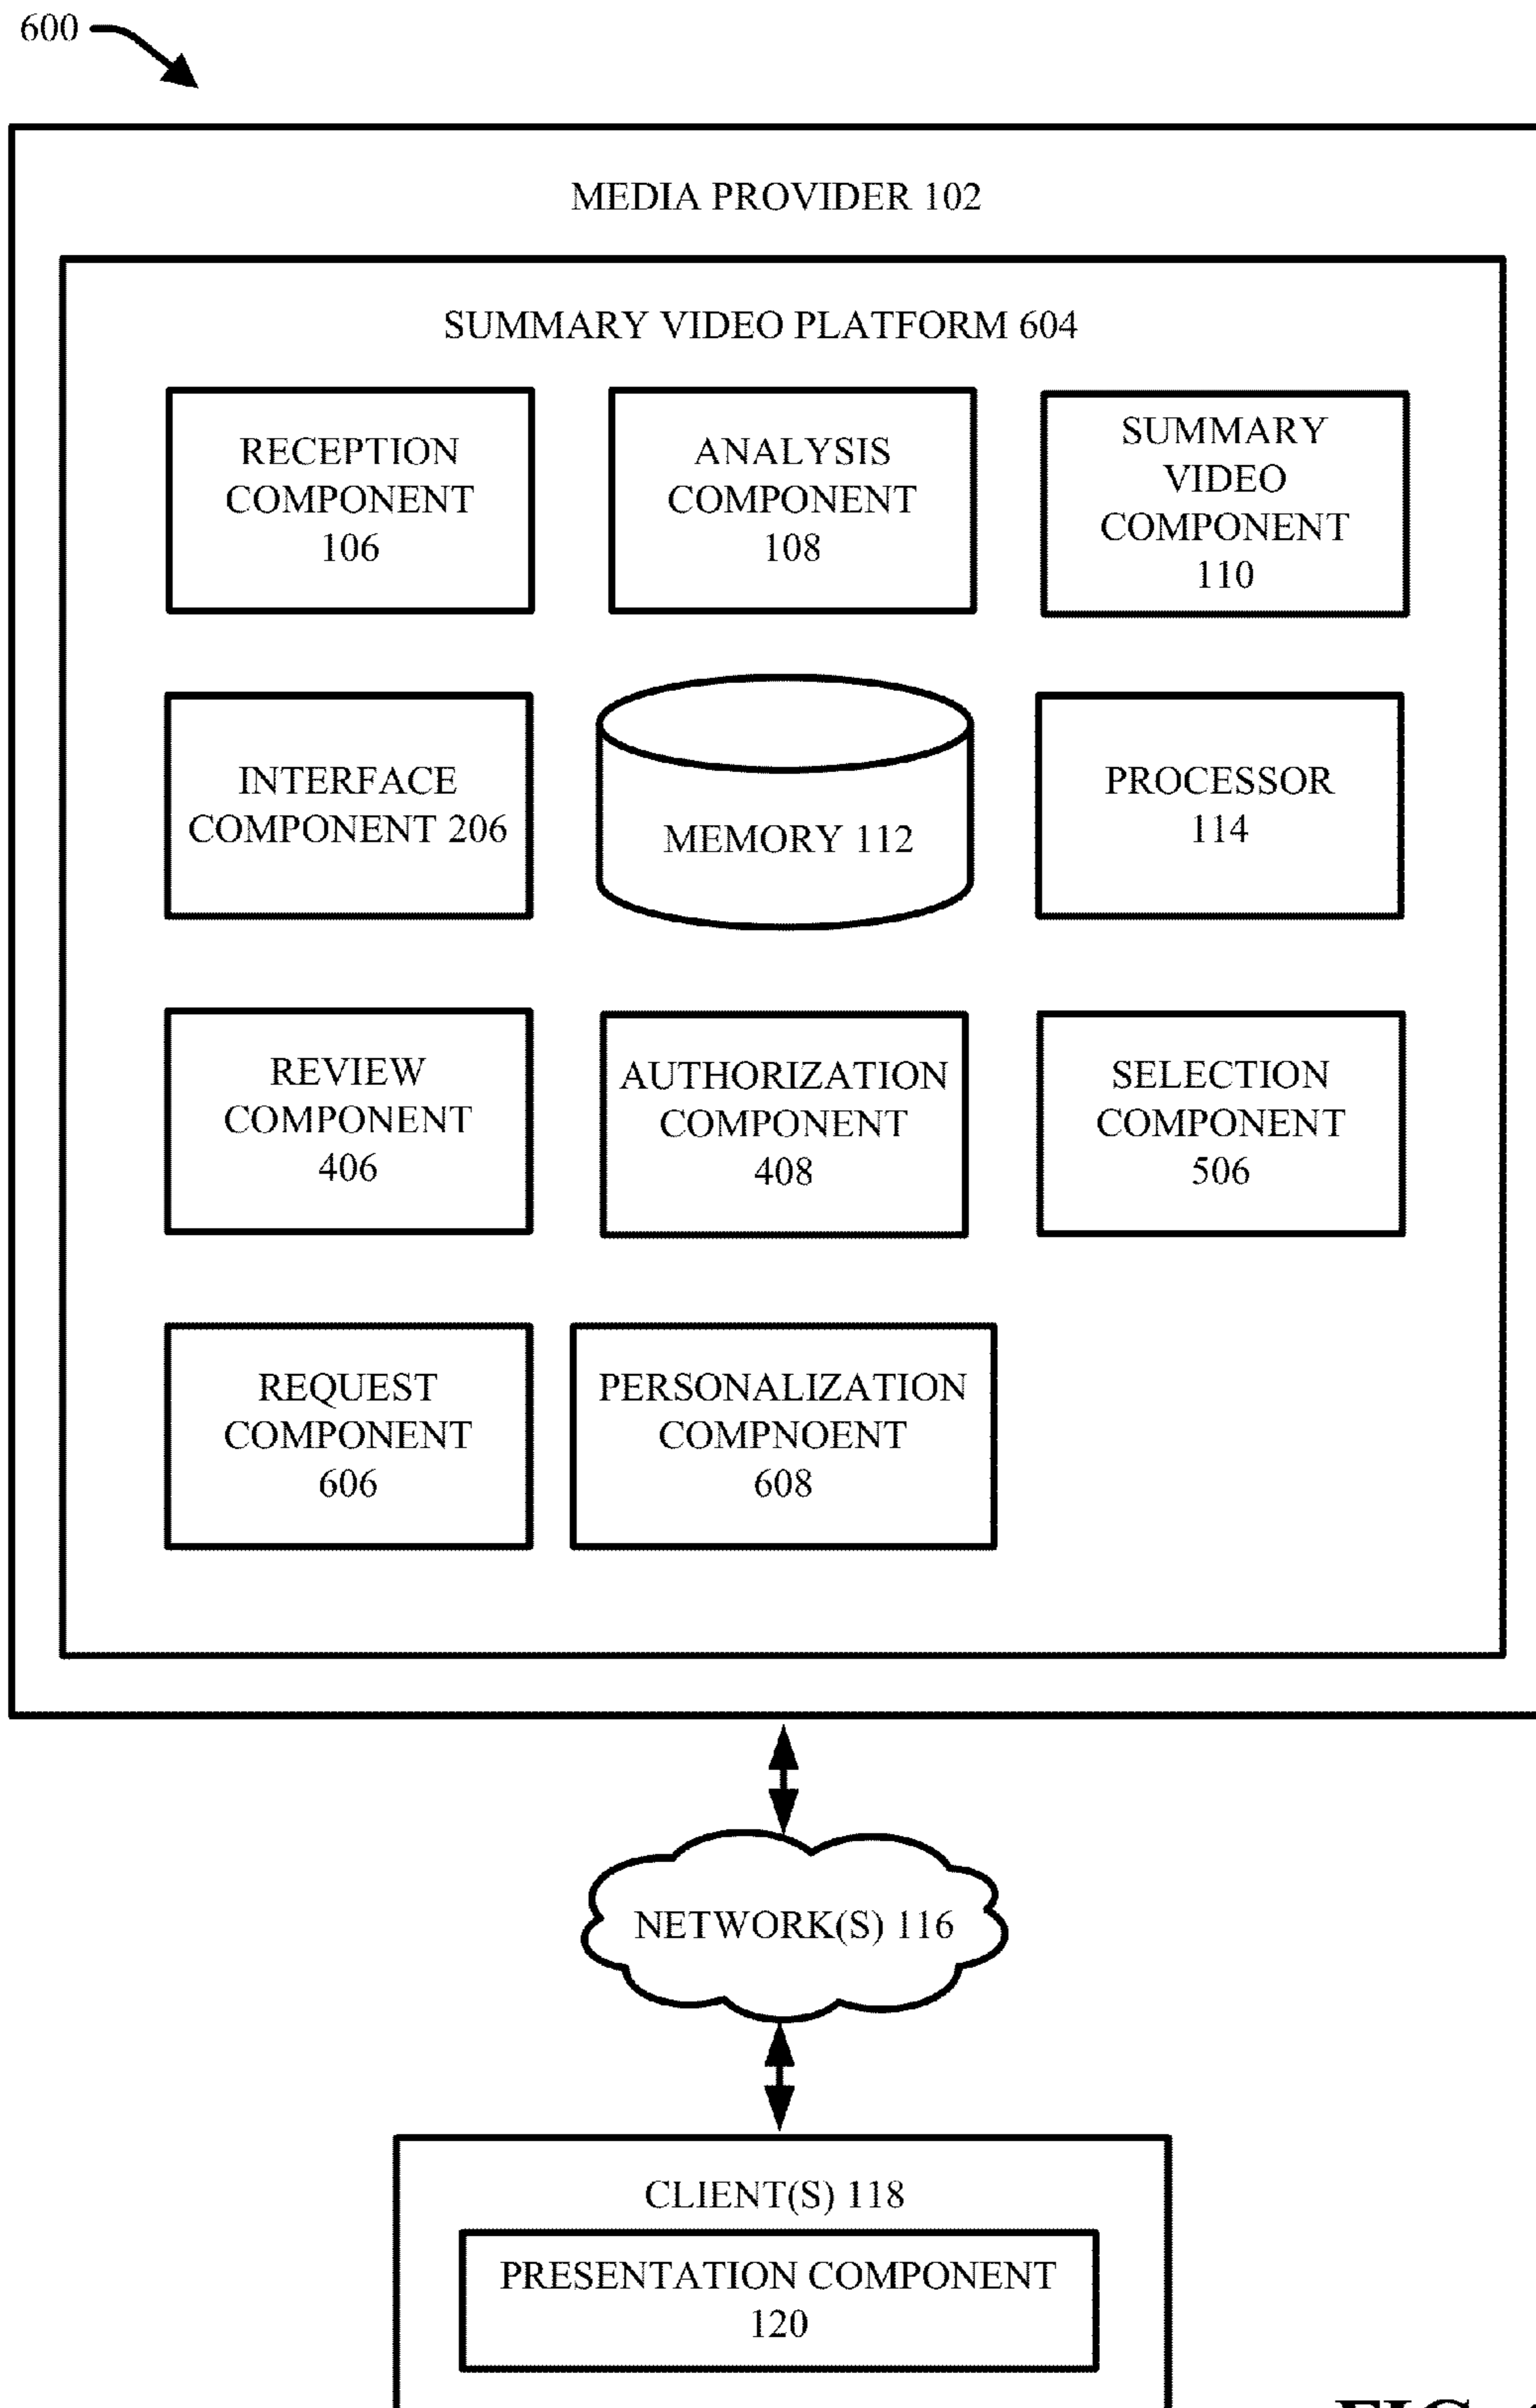 600
MEDIA PROVIDER 102
SUMMARY VIDEO PLATFORM 604
RECEPTION
COMPONENT
106
ANALYSIS
COMPONENT
108
SUMMARY
VIDEO
COMPONENT
110
INTERFACE
COMPONENT 206
MEMORY 112
PROCESSOR
114
REVIEW
COMPONENT
406
AUTHORIZATION
COMPONENT
408
SELECTION
COMPONENT
506
REQUEST
COMPONENT
606
PERSONALIZATION
COMPNOENT
608
NETWORK(S) 116
CLIENT(S) 118
PRESENTATION COMPONENT
120